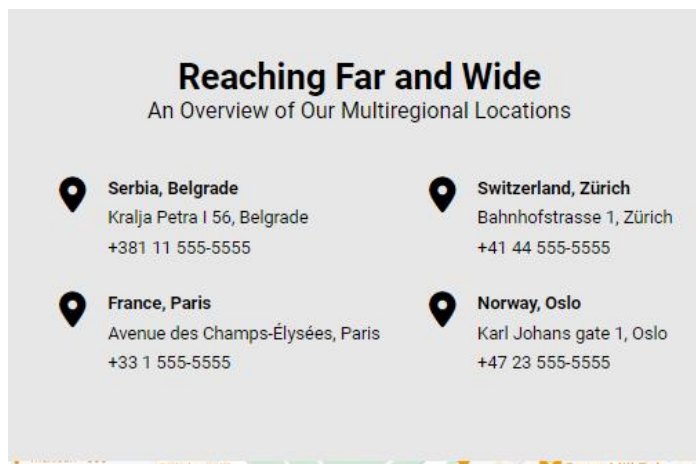 Reaching Far and Wide
An Overview of Our Multiregional Locations
Serbia, Belgrade
Kralja Petra I 56, Belgrade
+381 11 555-5555
Switzerland, Zürich
Bahnhofstrasse 1, Zürich
+41 44 555-5555
France, Paris
Avenue des Champs-Élysées, Paris
+33 1 555-5555
Norway, Oslo
Karl Johans gate 1, Oslo
+47 23 555-5555